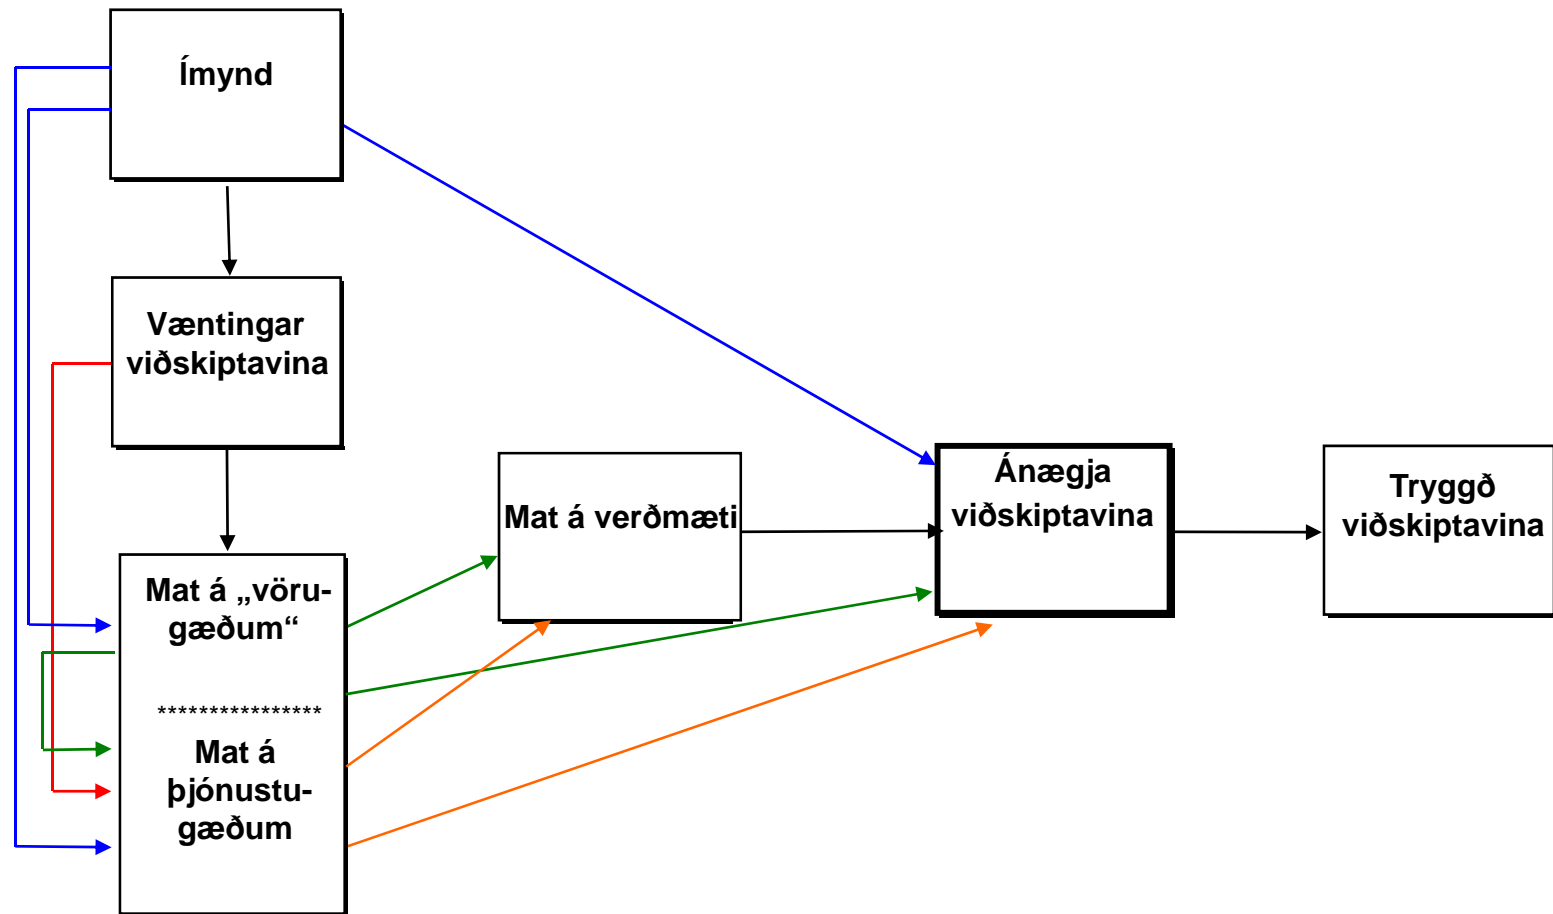 Ímynd
Væntingar
viðskiptavina
Mat á „vöru-
gæðum“
****************
Mat á
þjónustu-
gæðum
Mat á verðmæti
Ánægja
viðskiptavina
Tryggð
viðskiptavina